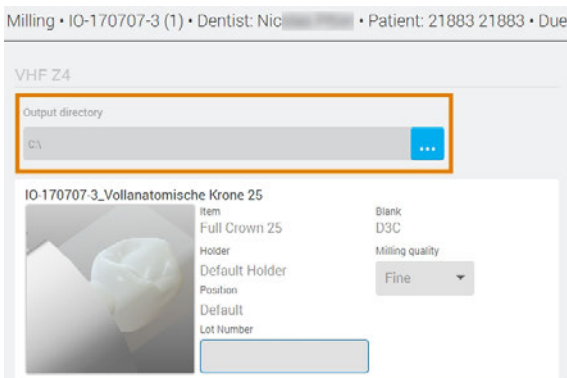 Milling • IO-170707-3 (1) • Dentist: Nic • Patient: 21883 21883 • Due
VHF Z4
Output directory
C:\
...
IO-170707-3_Vollanatomische Krone 25
Item
Full Crown 25
Blank
D3C
Holder
Default Holder
Milling quality
Fine
Position
Default
Lot Number